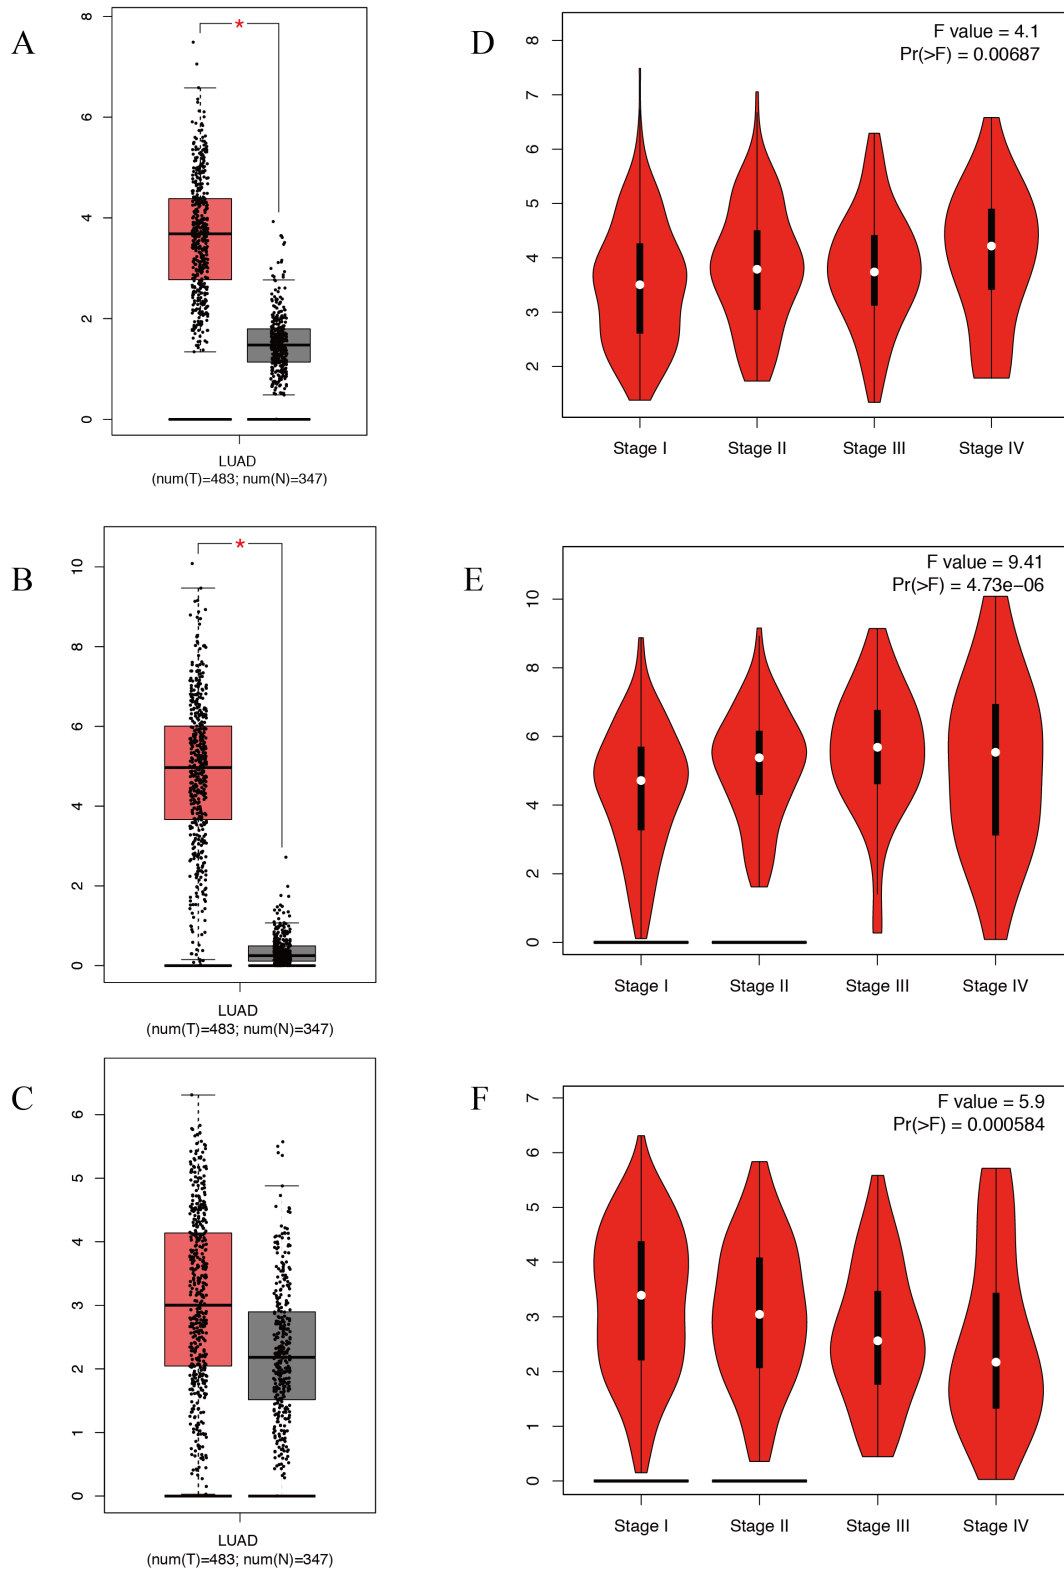 A
*
8
6
4
2
0
LUAD
(num(T)=483; num(N)=347)
D
F value = 4.1
Pr(>F) = 0.00687
8
7
6
5
4
3
2
Stage I Stage II Stage III Stage IV
B
*
10
8
6
4
2
0
LUAD
(num(T)=483; num(N)=347)
E
F value = 9.41
Pr(>F) = 4.73e−06
10
8
6
4
2
0
Stage I Stage II Stage III Stage IV
C
6
5
4
3
2
1
0
LUAD
(num(T)=483; num(N)=347)
F
F value = 5.9
Pr(>F) = 0.000584
7
6
5
4
3
2
1
0
Stage I Stage II Stage III Stage IV